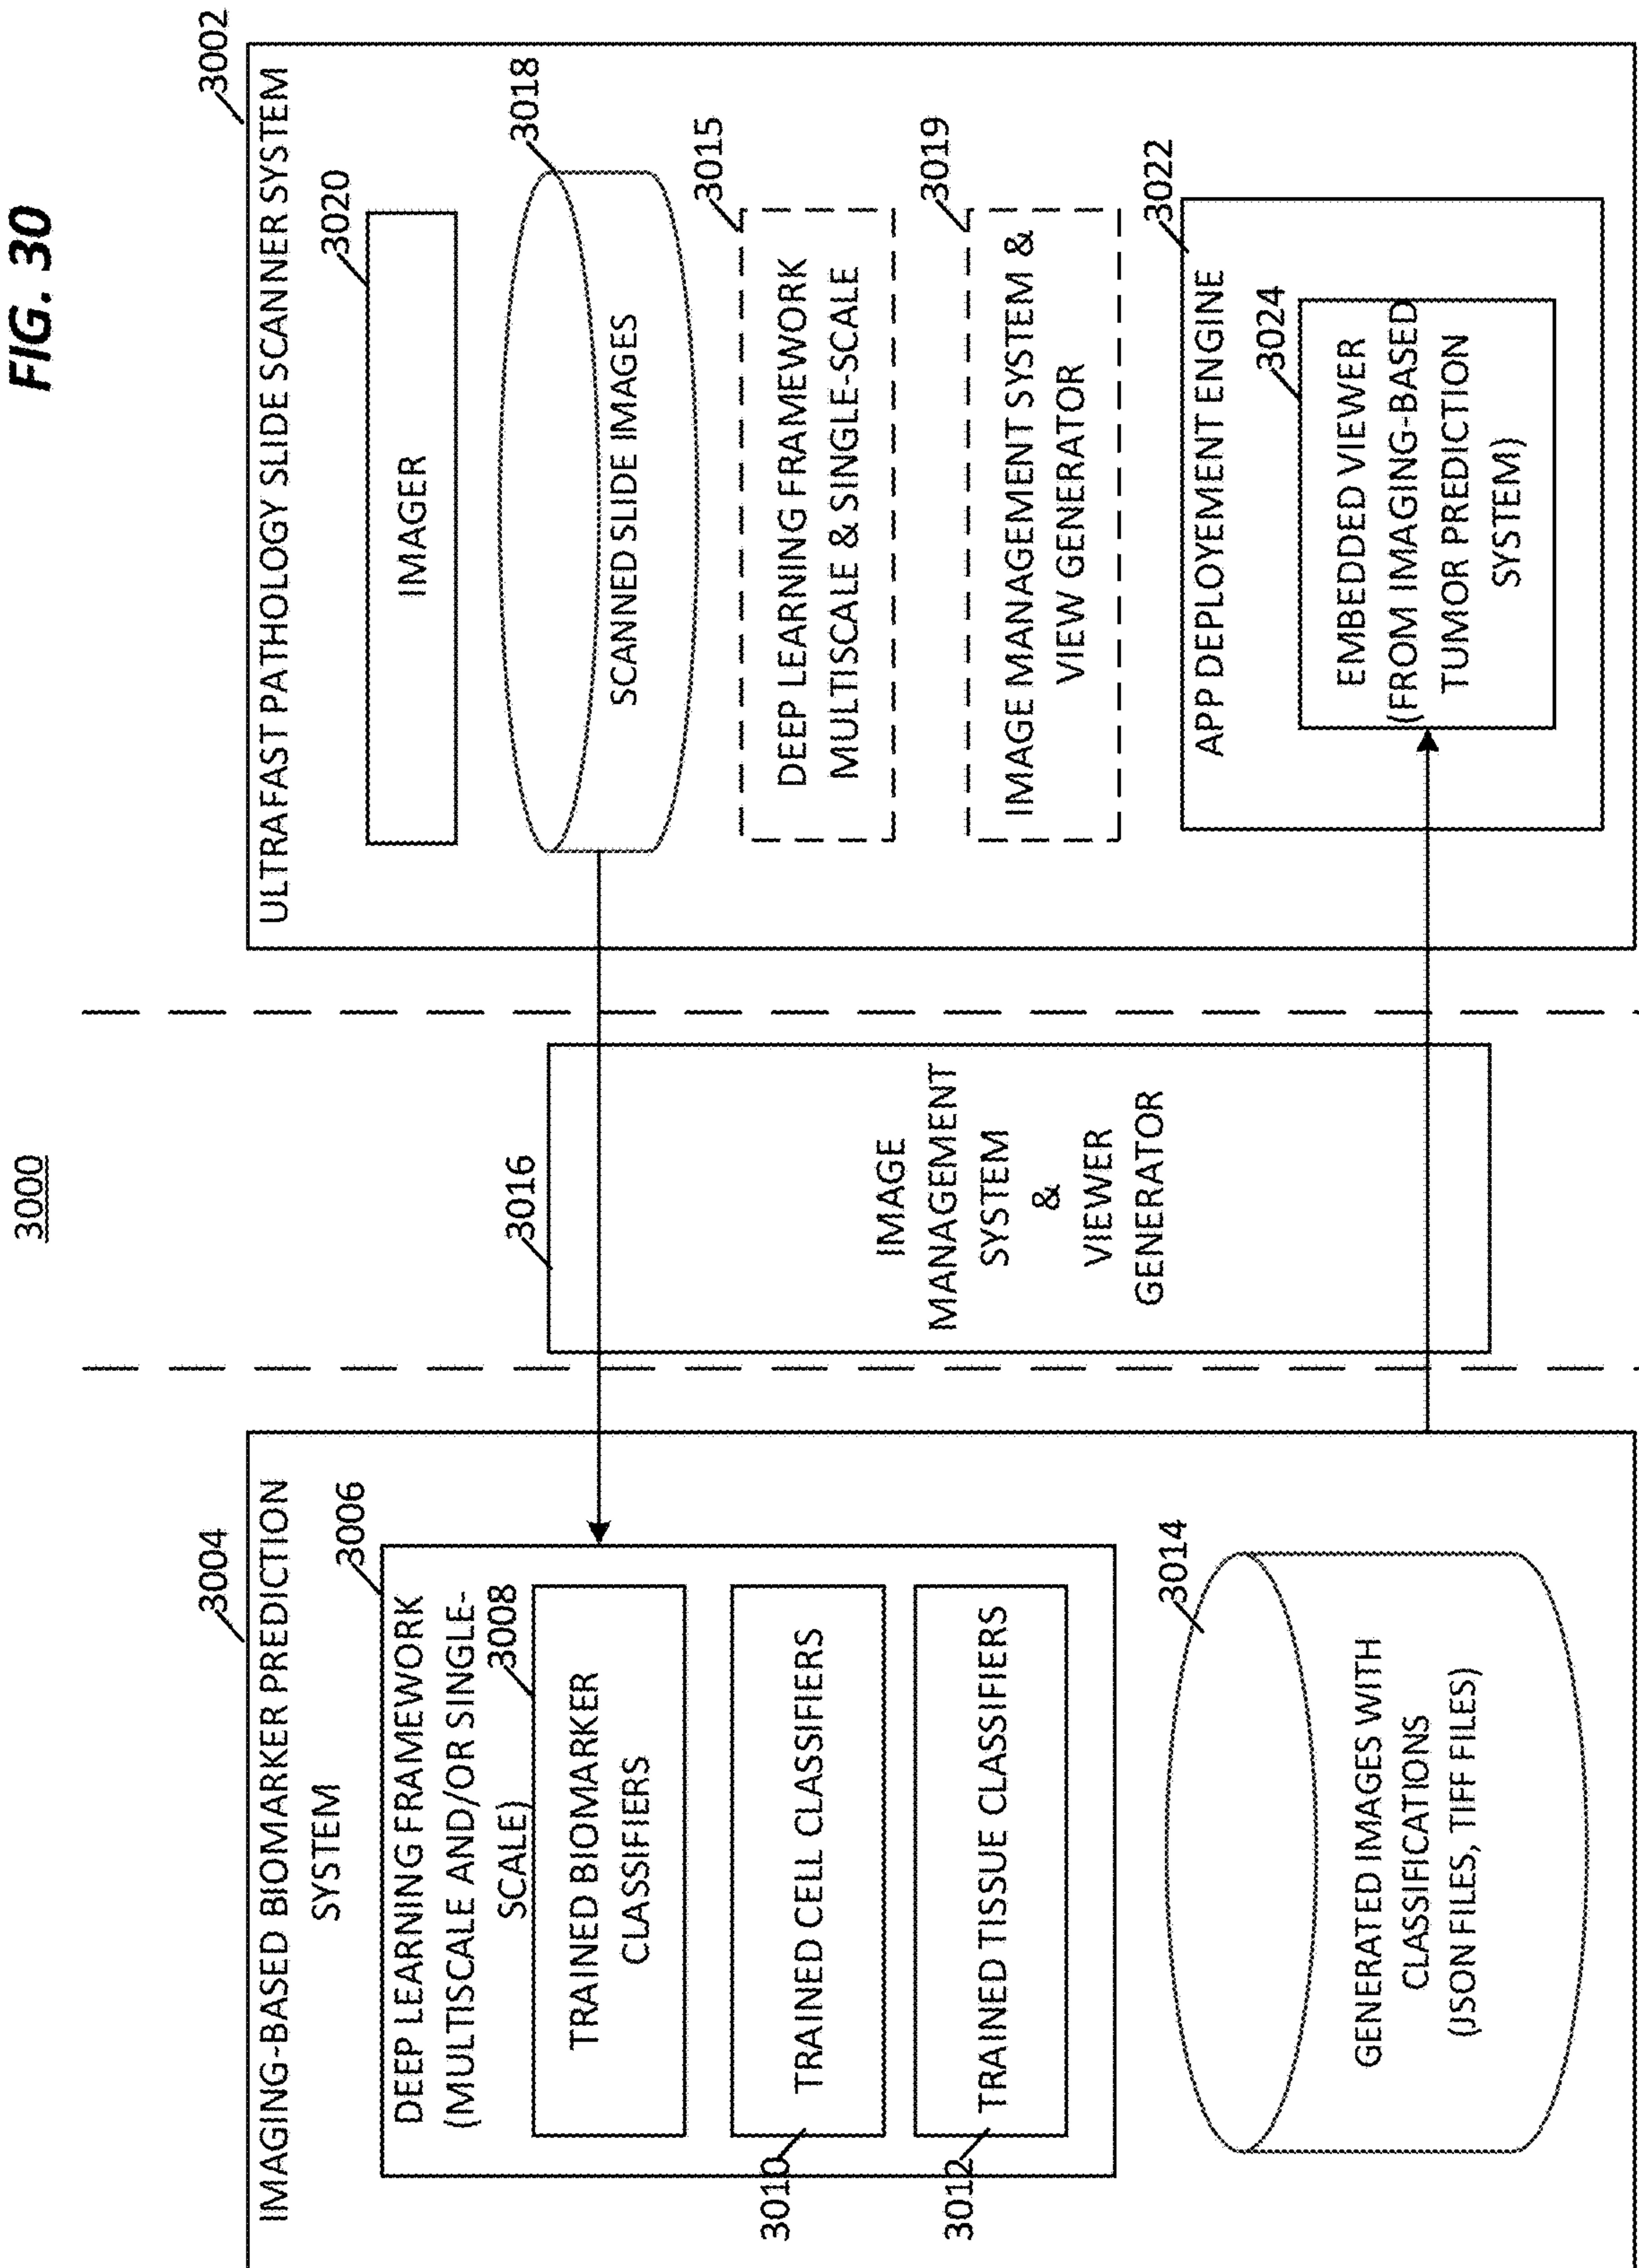 3000
FIG. 30
3004
IMAGING-BASED BIOMARKER PREDICTION
SYSTEM
3006
DEEP LEARNING FRAMEWORK
(MULTISCALE AND/OR SINGLE-
SCALE)
3008
TRAINED BIOMARKER
CLASSIFIERS
3010
TRAINED CELL CLASSIFIERS
3012
TRAINED TISSUE CLASSIFIERS
3014
GENERATED IMAGES WITH
CLASSIFICATIONS
(JSON FILES, TIFF FILES)
3016
IMAGE
MANAGEMENT
SYSTEM
&
VIEWER
GENERATOR
3002
ULTRAFAST PATHOLOGY SLIDE SCANNER SYSTEM
3020
IMAGER
3018
SCANNED SLIDE IMAGES
3015
DEEP LEARNING FRAMEWORK
MULTISCALE & SINGLE-SCALE
3019
IMAGE MANAGEMENT SYSTEM &
VIEW GENERATOR
3022
APP DEPLOYEMENT ENGINE
3024
EMBEDDED VIEWER
(FROM IMAGING-BASED
TUMOR PREDICTION
SYSTEM)